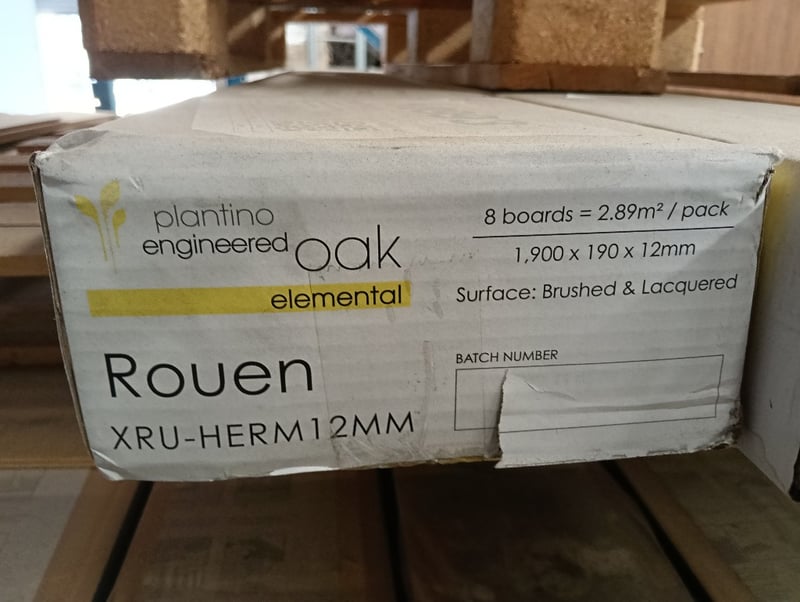 plantino
engineered oak
elemental
Rouen
XRU-HERM12MM
8 boards = 2.89m² / pack
1,900 x 190 x 12mm
Surface: Brushed & Lacquered
BATCH NUMBER